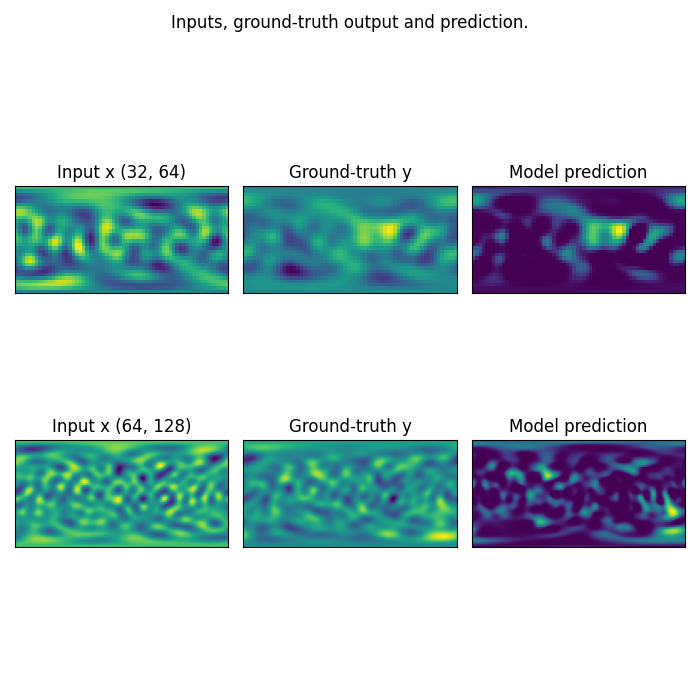 Inputs, ground-truth output and prediction.
Input x (32, 64)
Ground-truth y
Model prediction
Input x (64, 128)
Ground-truth y
Model prediction